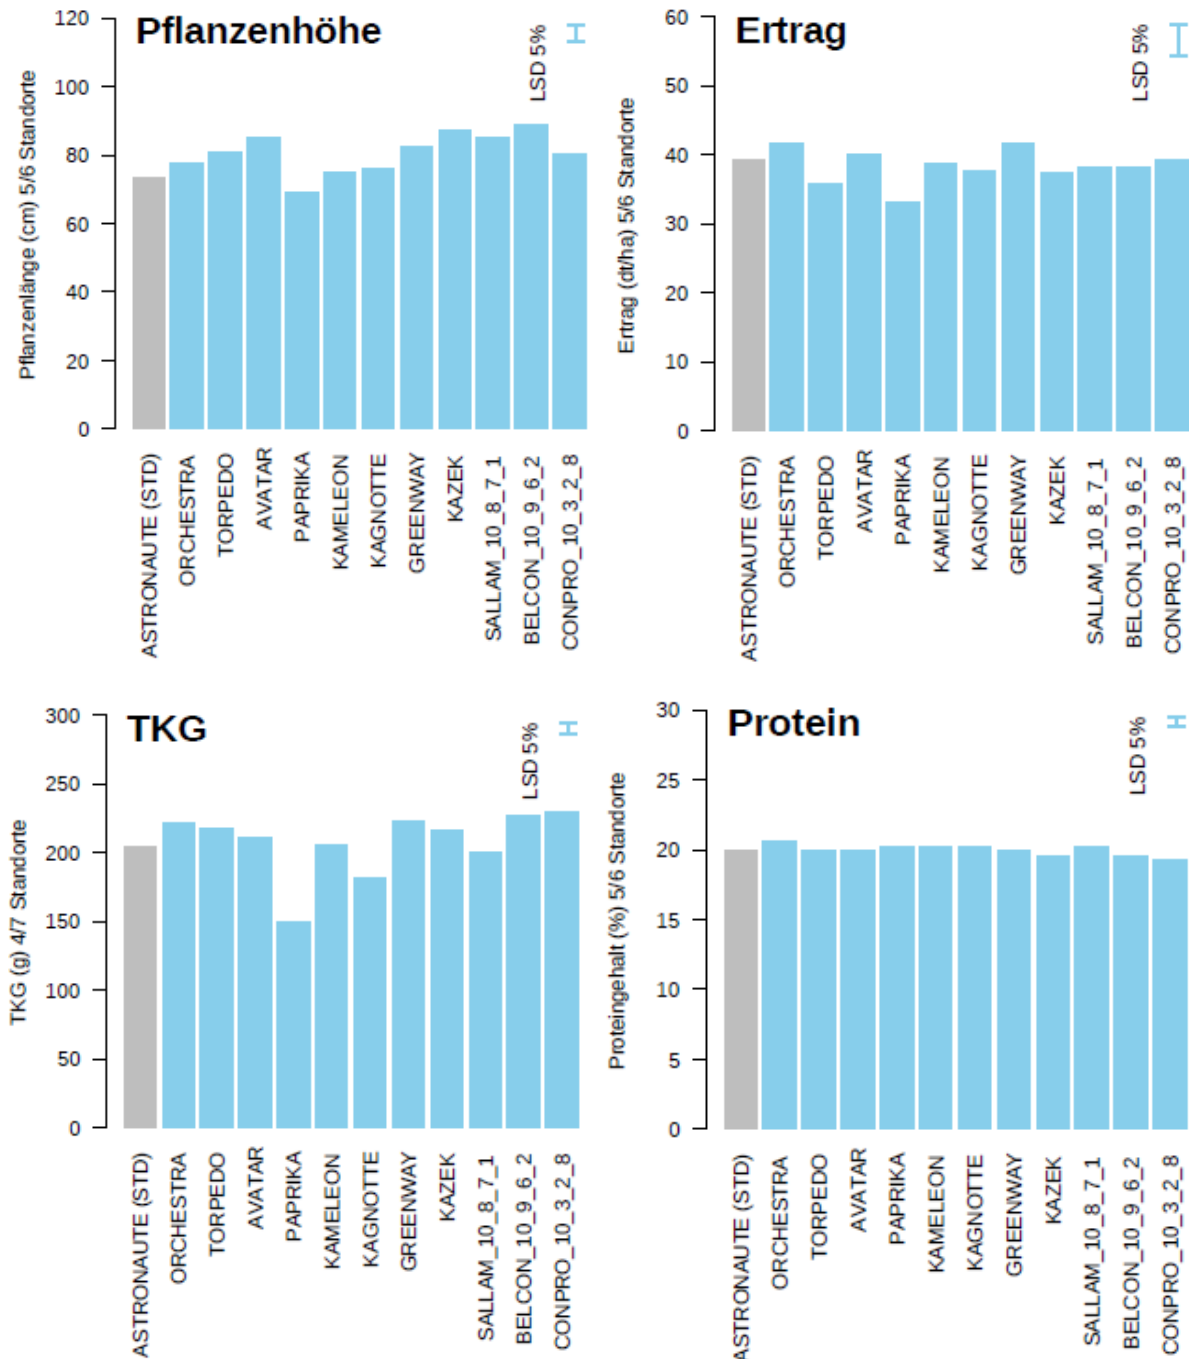 Pflanzenhöhe
LSD 5%
Pflanzenlänge (cm) 5/6 Standorte
120
100
80
60
40
20
0
ASTRONAUTE (STD)
ORCHESTRA
TORPEDO
AVATAR
PAPRIKA
KAMELEON
KAGNOTTE
GREENWAY
KAZEK
SALLAM_10_8_7_1
BELCON_10_9_6_2
CONPRO_10_3_2_8
Ertrag
LSD 5%
Ertrag (dt/ha) 5/6 Standorte
60
50
40
30
20
10
0
ASTRONAUTE (STD)
ORCHESTRA
TORPEDO
AVATAR
PAPRIKA
KAMELEON
KAGNOTTE
GREENWAY
KAZEK
SALLAM_10_8_7_1
BELCON_10_9_6_2
CONPRO_10_3_2_8
TKG
LSD 5%
TKG (g) 4/7 Standorte
300
250
200
150
100
50
0
ASTRONAUTE (STD)
ORCHESTRA
TORPEDO
AVATAR
PAPRIKA
KAMELEON
KAGNOTTE
GREENWAY
KAZEK
SALLAM_10_8_7_1
BELCON_10_9_6_2
CONPRO_10_3_2_8
Protein
LSD 5%
Proteingehalt (%) 5/6 Standorte
30
25
20
15
10
5
0
ASTRONAUTE (STD)
ORCHESTRA
TORPEDO
AVATAR
PAPRIKA
KAMELEON
KAGNOTTE
GREENWAY
KAZEK
SALLAM_10_8_7_1
BELCON_10_9_6_2
CONPRO_10_3_2_8